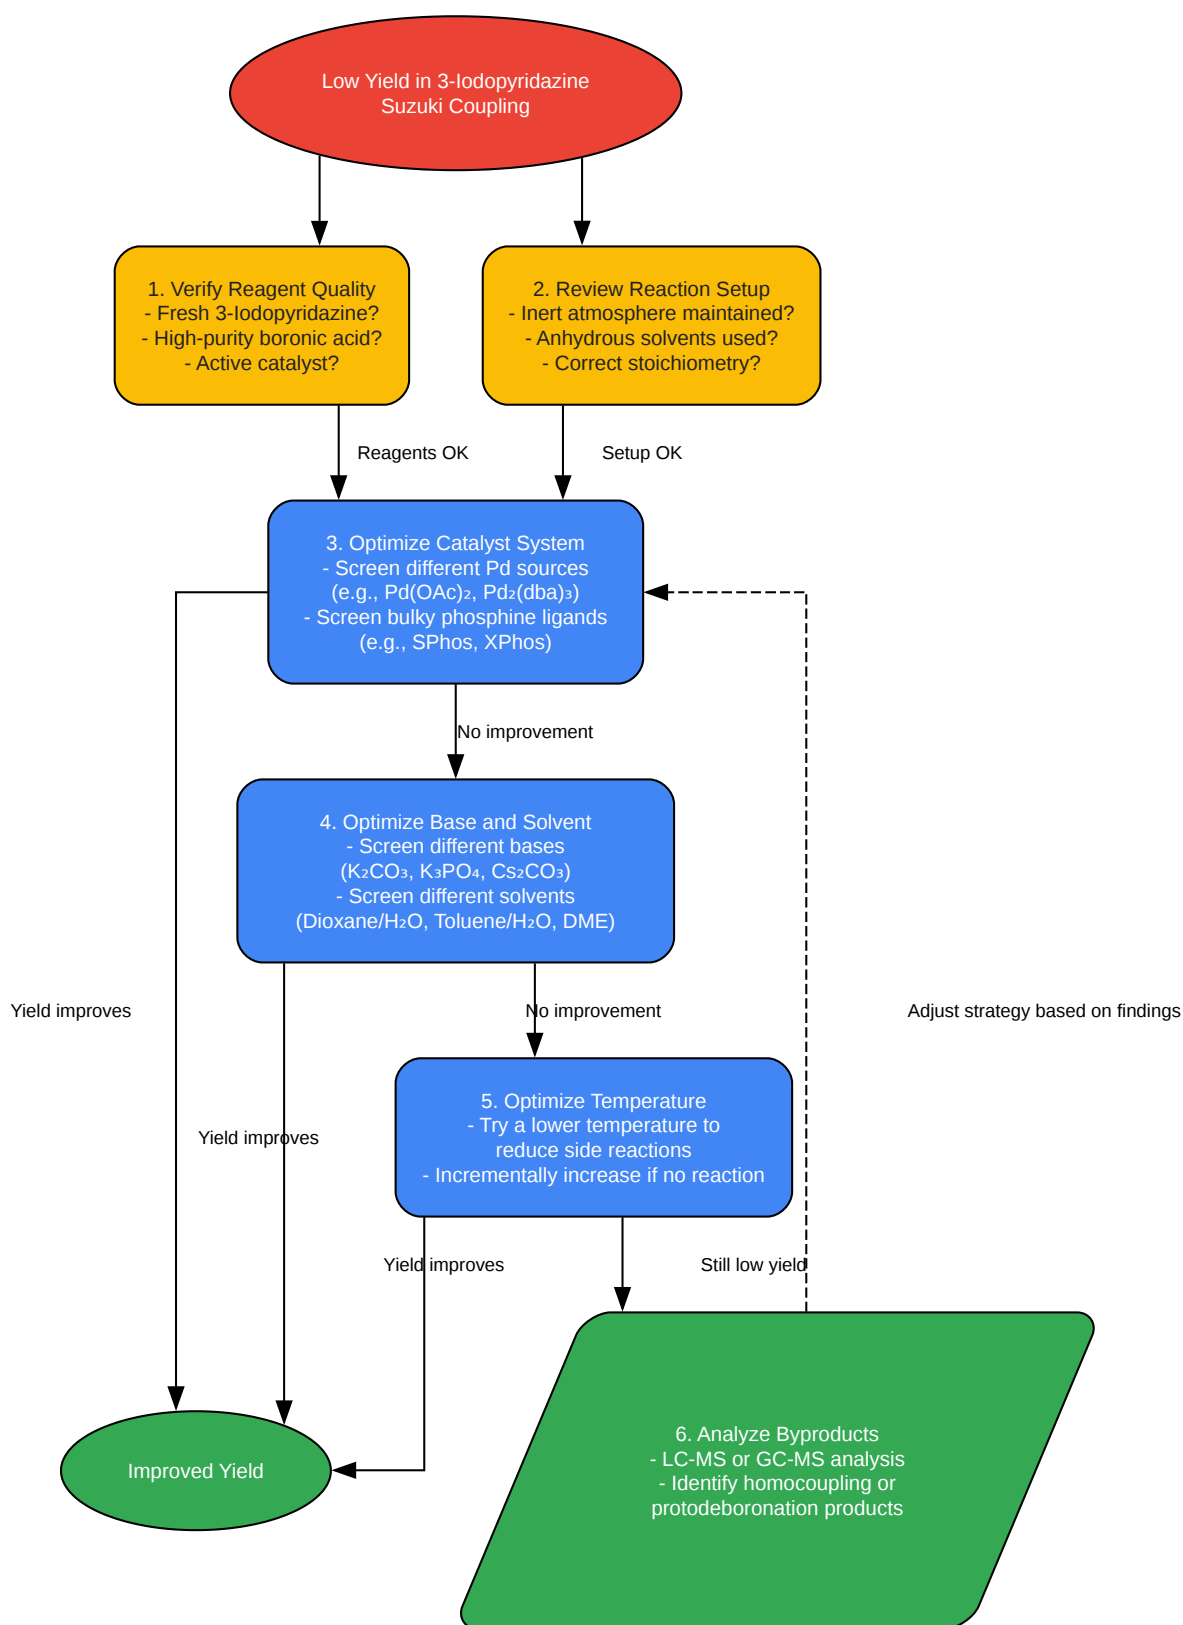 Low Yield in 3-Iodopyridazine
Suzuki Coupling
1. Verify Reagent Quality
- Fresh 3-Iodopyridazine?
- High-purity boronic acid?
- Active catalyst?
2. Review Reaction Setup
- Inert atmosphere maintained?
- Anhydrous solvents used?
- Correct stoichiometry?
Reagents OK
Setup OK
3. Optimize Catalyst System
- Screen different Pd sources
(e.g., Pd(OAc)₂, Pd₂(dba)₃)
- Screen bulky phosphine ligands
(e.g., SPhos, XPhos)
No improvement
4. Optimize Base and Solvent
- Screen different bases
(K₂CO₃, K₃PO₄, Cs₂CO₃)
- Screen different solvents
(Dioxane/H₂O, Toluene/H₂O, DME)
Yield improves
No improvement
Adjust strategy based on findings
5. Optimize Temperature
- Try a lower temperature to
reduce side reactions
- Incrementally increase if no reaction
Yield improves
Yield improves
Still low yield
Improved Yield
6. Analyze Byproducts
- LC-MS or GC-MS analysis
- Identify homocoupling or
protodeboronation products